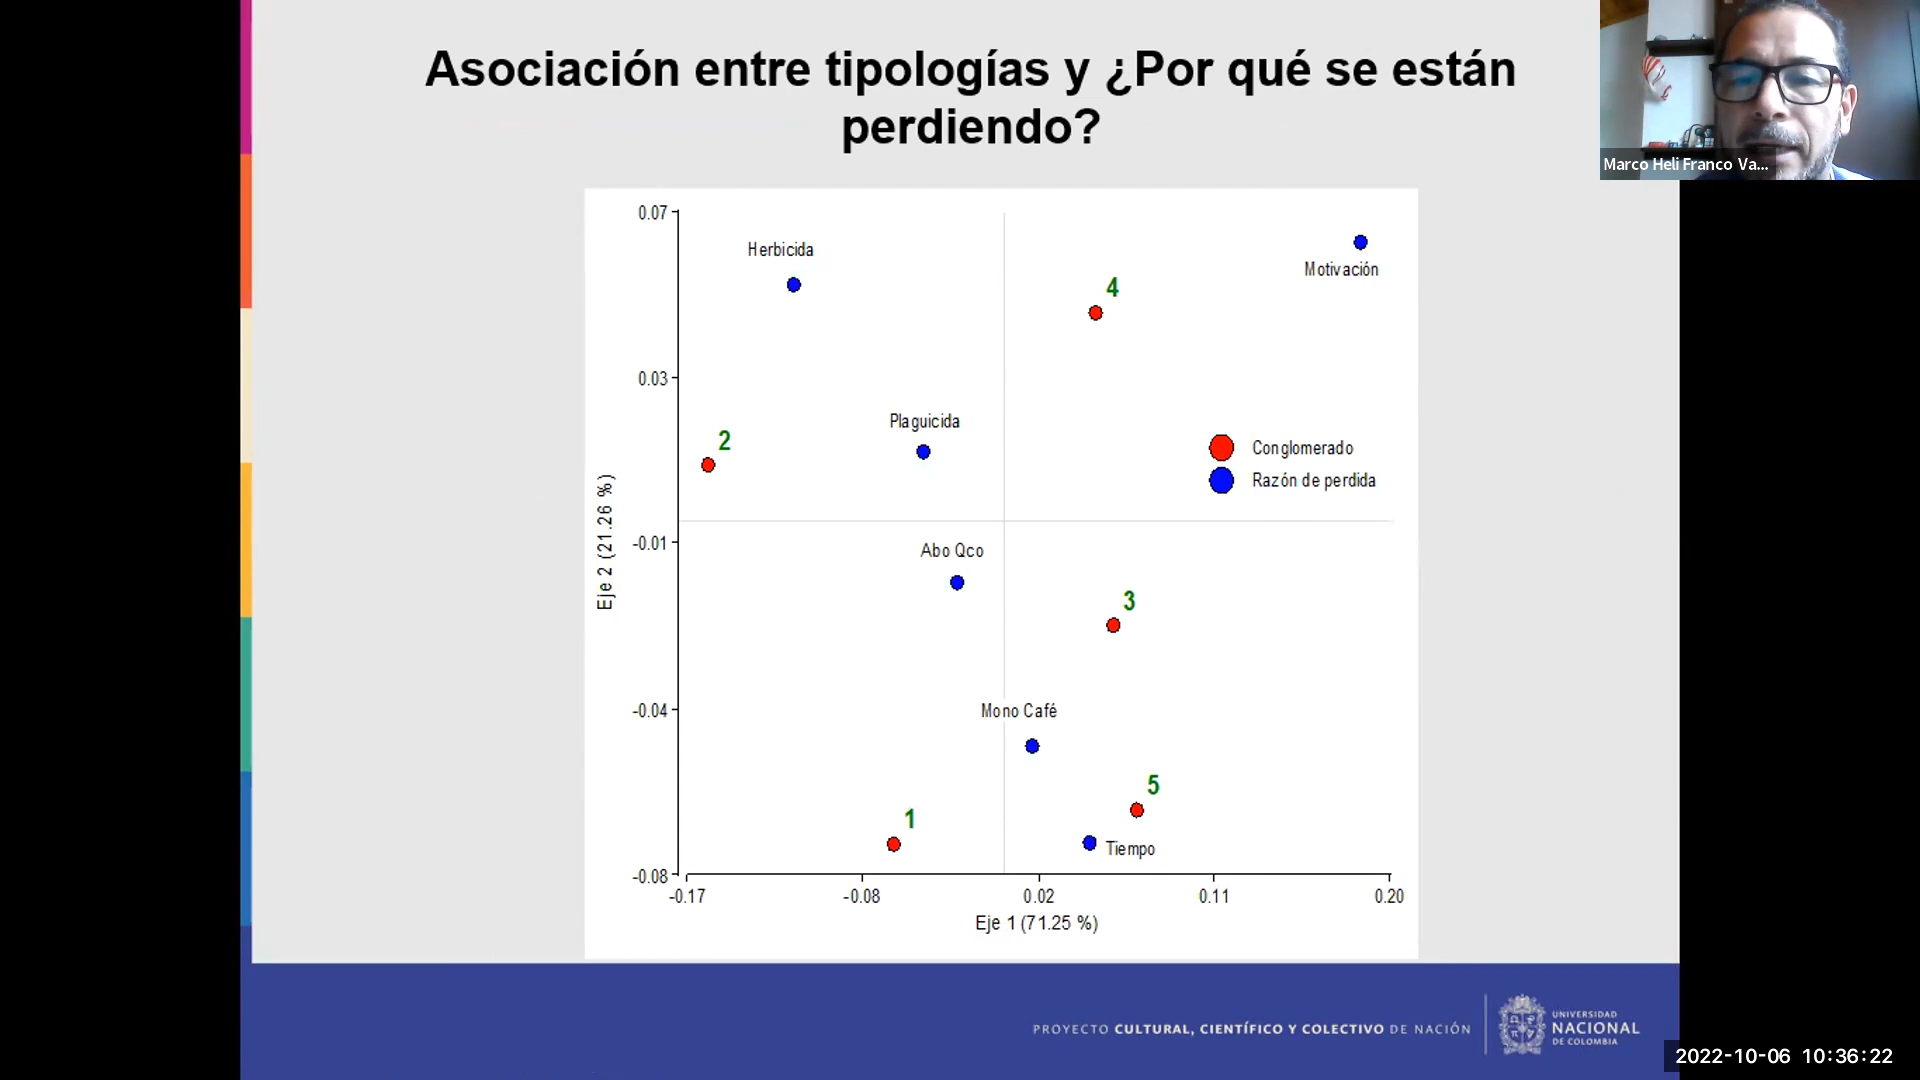 Asociación entre tipologías y ¿Por qué se están
perdiendo?
Marco Heli Franco Va...
0.07
0.03
-0.01
-0.04
-0.08
Eje 2 (21.26 %)
Herbicida
Motivación
4
Plaguicida
2
Conglomerado
Razón de perdida
Abo Qco
3
Mono Café
5
1
Tiempo
-0.17
-0.08
0.02
0.11
0.20
Eje 1 (71.25 %)
PROYECTO CULTURAL, CIENTÍFICO Y COLECTIVO DE NACIÓN
UNIVERSIDAD
NACIONAL
DE COLOMBIA
2022-10-06 10:36:22